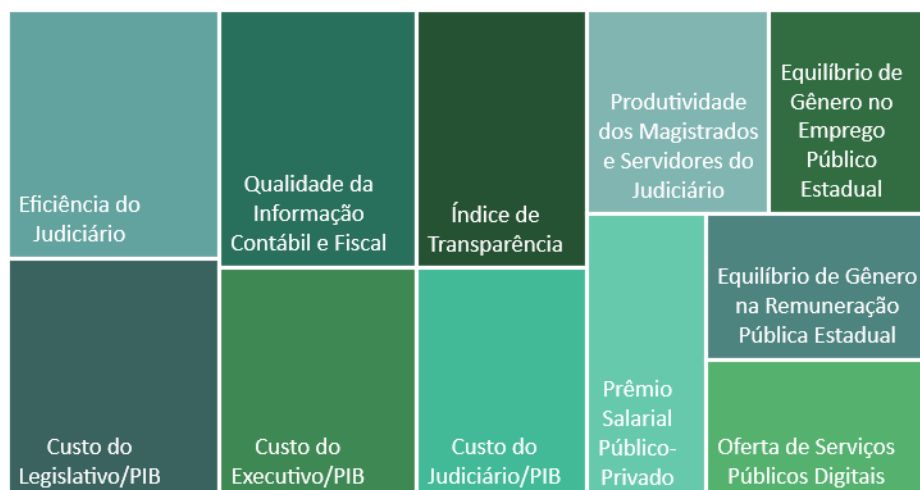 Eficiência do
Judiciário
Custo do
Legislativo/PIB
Qualidade da
Informação
Contábil e Fiscal
Custo do
Executivo/PIB
Índice de
Transparência
Custo do
Judiciário/PIB
Produtividade
dos Magistrados
e Servidores do
Judiciário
Equilíbrio de
Gênero no
Emprego
Público
Estadual
Prêmio
Salarial
Público-
Privado
Equilíbrio de Gênero
na Remuneração
Pública Estadual
Oferta de Serviços
Públicos Digitais